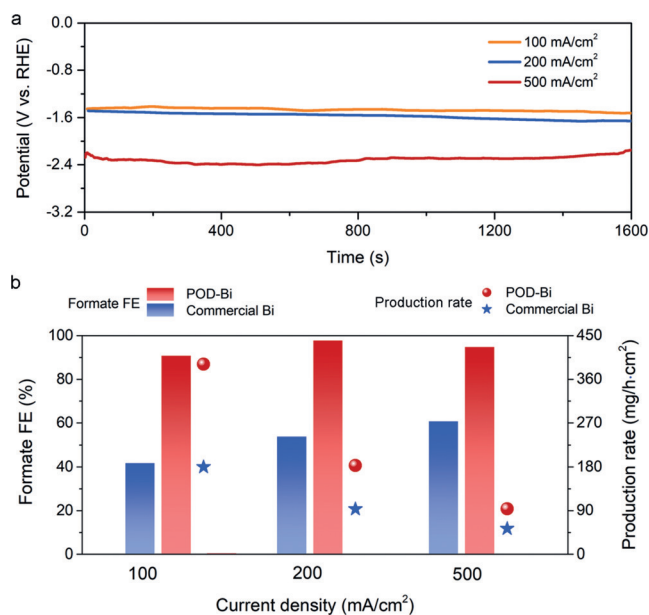 a
0.0
-0.8
-1.6
-2.4
-3.2
Potential (V vs. RHE)
100 mA/cm²
200 mA/cm²
500 mA/cm²
0 400 800 1200 1600
Time (s)
b
Formate FE
POD-Bi
Commercial Bi
Production rate
POD-Bi
Commercial Bi
100
80
60
40
20
0
Formate FE (%)
450
360
270
180
90
0
Production rate (mg/h·cm²)
100 200 500
Current density (mA/cm²)